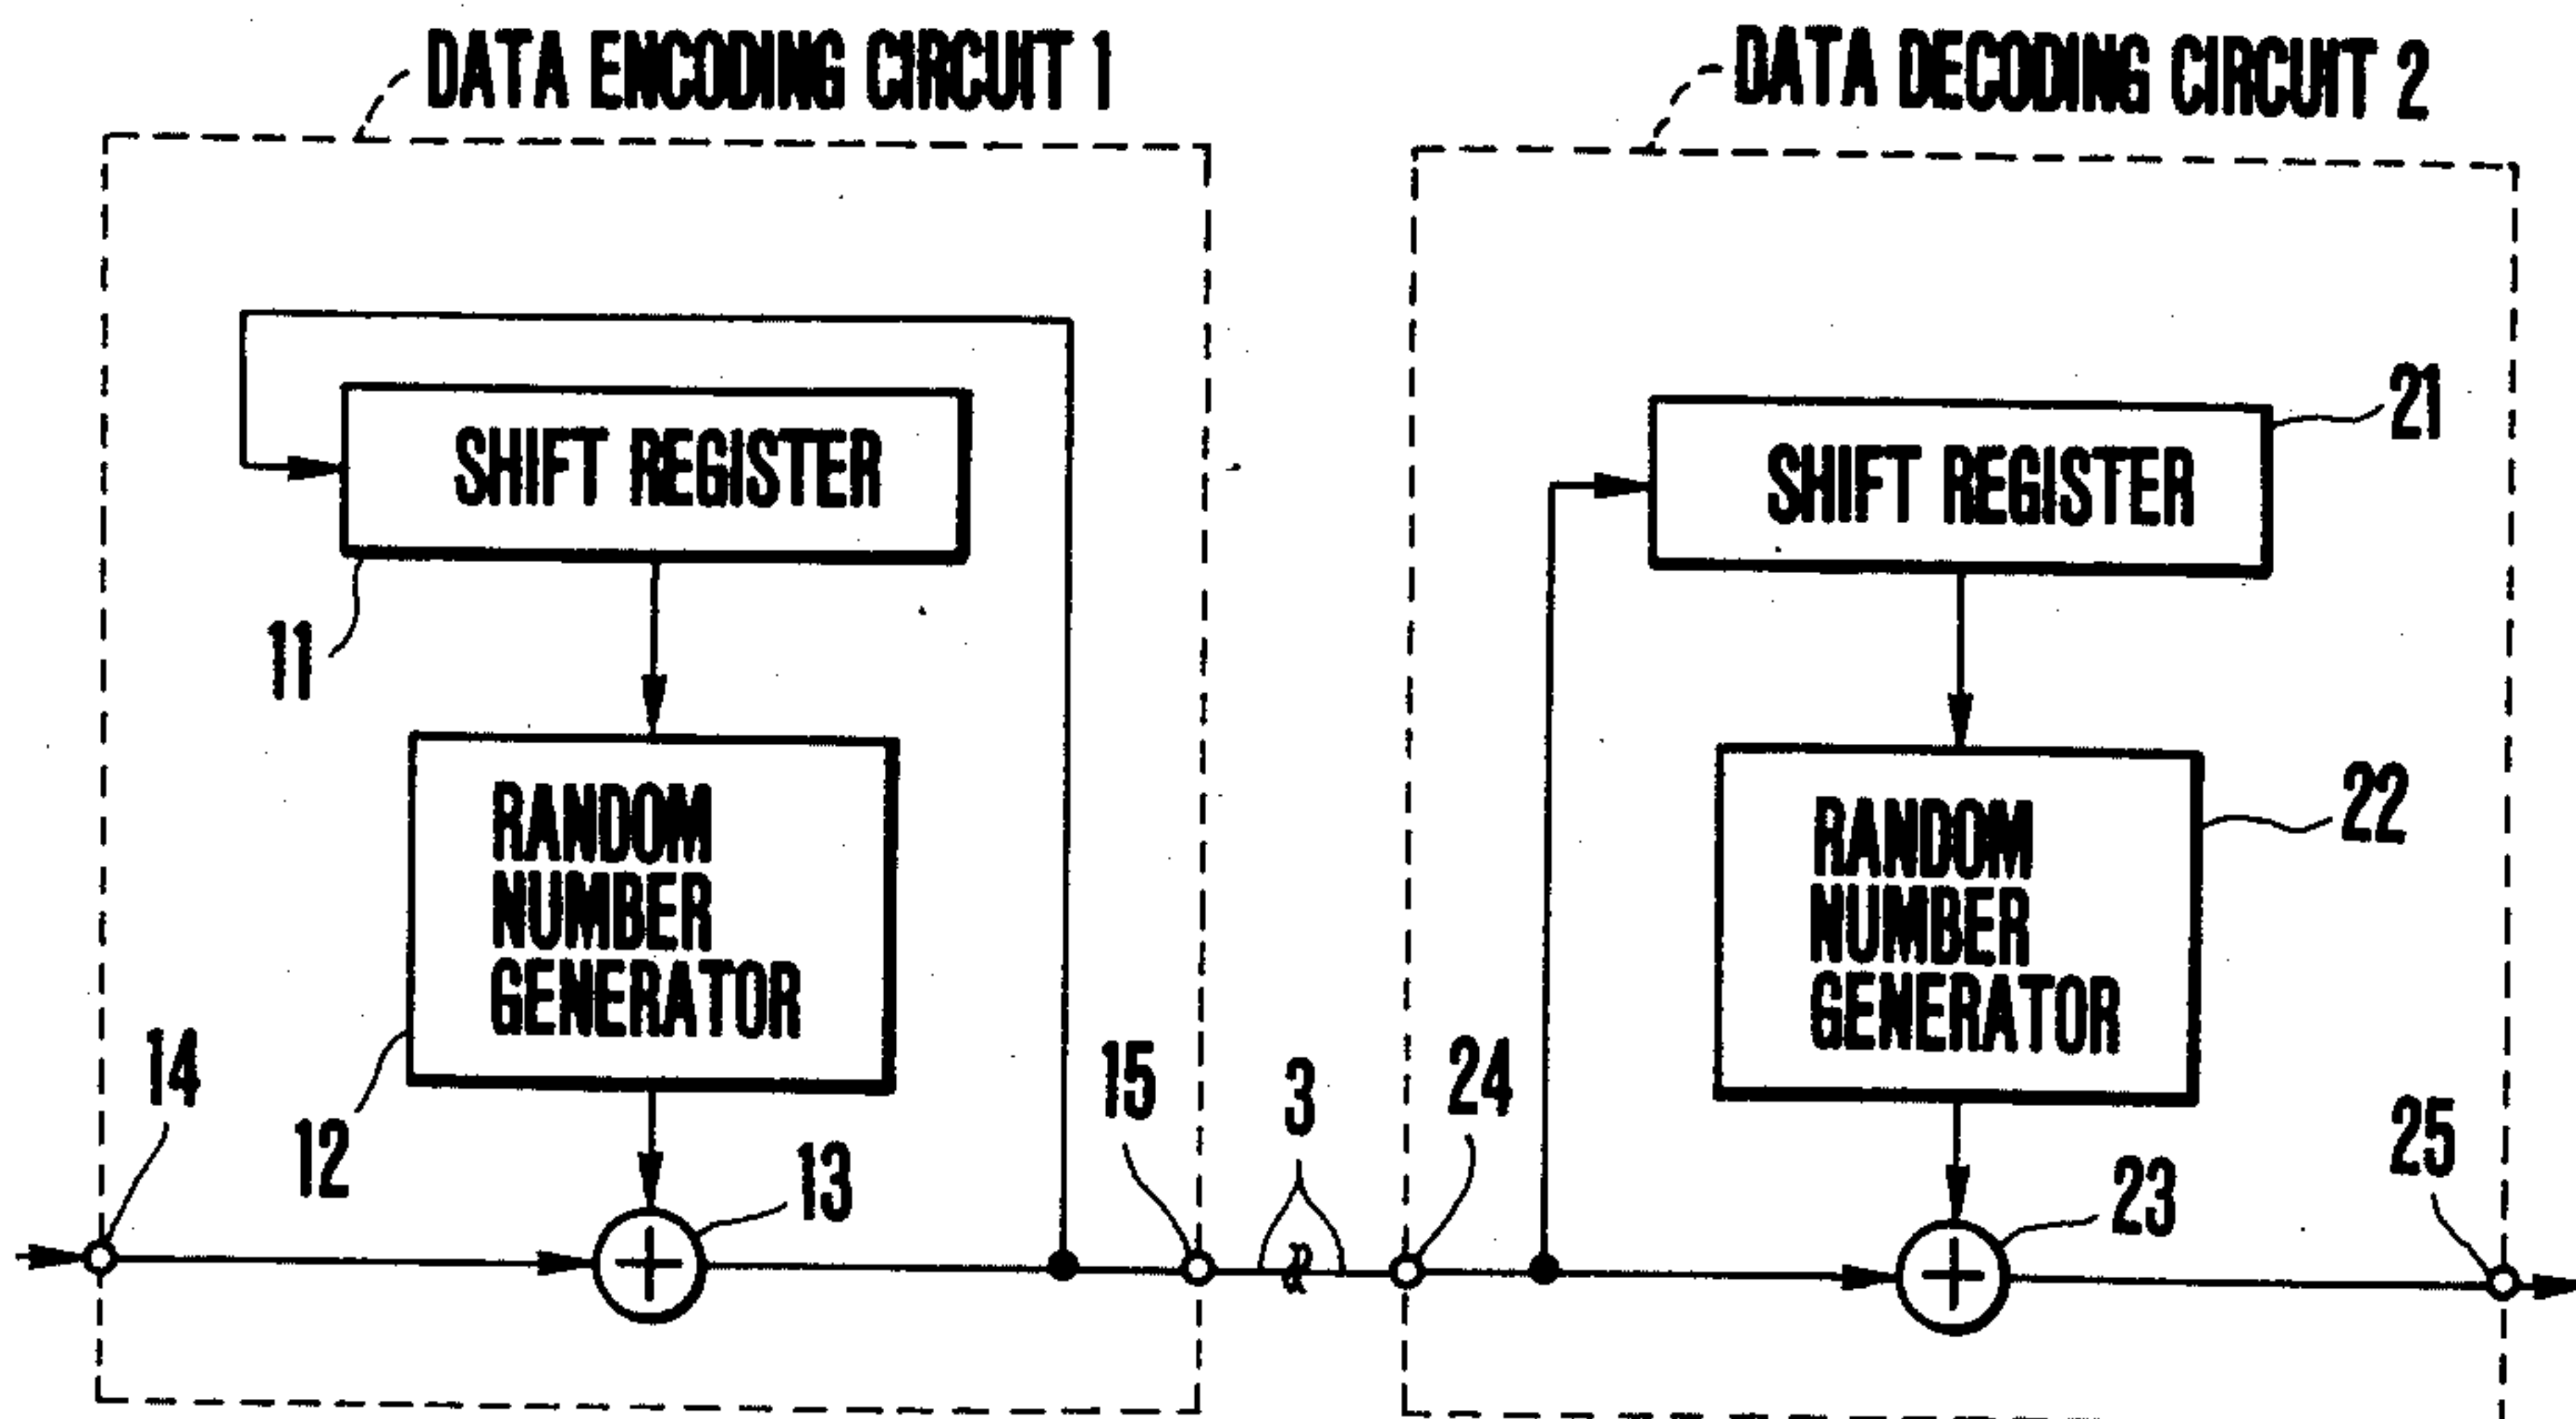 DATA ENCODING CIRCUIT 1
DATA DECODING CIRCUIT 2
SHIFT REGISTER
11
RANDOM
NUMBER
GENERATOR
12
13
14
15
3
SHIFT REGISTER
21
RANDOM
NUMBER
GENERATOR
22
23
24
25